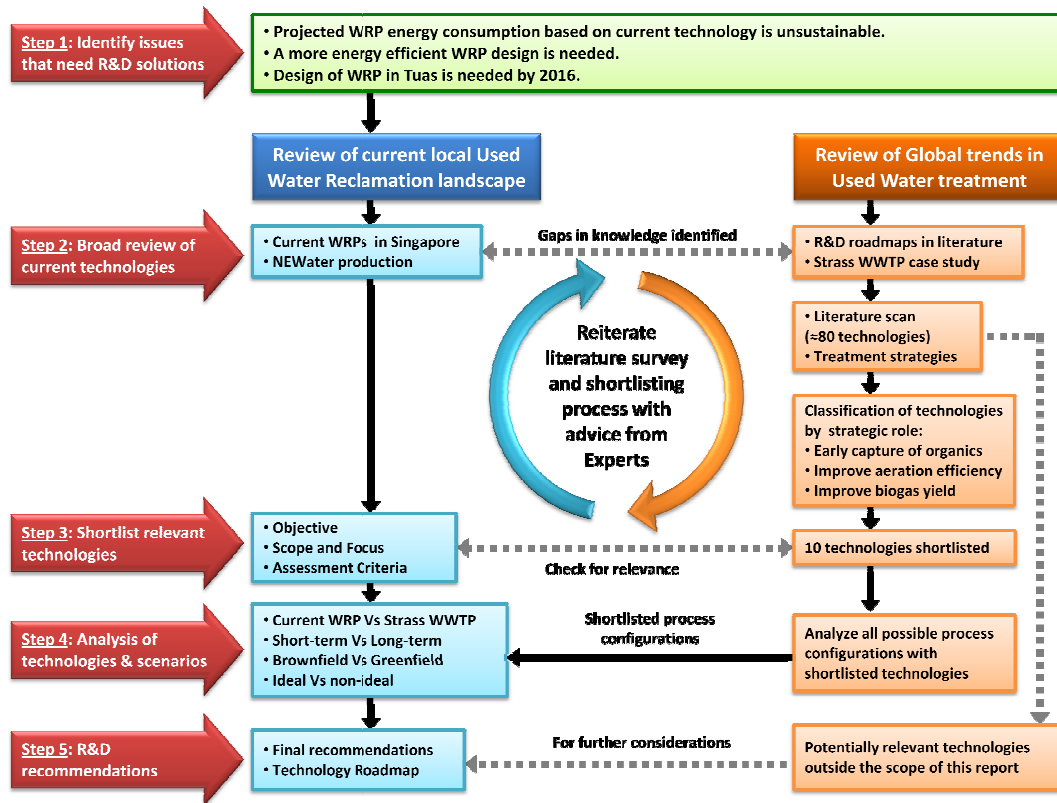 Step 1: Identify issues
that need R&D solutions
• Projected WRP energy consumption based on current technology is unsustainable.
• A more energy efficient WRP design is needed.
• Design of WRP in Tuas is needed by 2016.
Review of current local Used
Water Reclamation landscape
Review of Global trends in
Used Water treatment
Step 2: Broad review of
current technologies
• Current WRPs in Singapore
• NEWater production
Gaps in knowledge identified
• R&D roadmaps in literature
• Strass WWTP case study
• Literature scan
(≈80 technologies)
• Treatment strategies
Reiterate
literature survey
and shortlisting
process with
advice from
Experts
Classification of technologies
by strategic role:
• Early capture of organics
• Improve aeration efficiency
• Improve biogas yield
Step 3: Shortlist relevant
technologies
• Objective
• Scope and Focus
• Assessment Criteria
Check for relevance
10 technologies shortlisted
Step 4: Analysis of
technologies & scenarios
• Current WRP Vs Strass WWTP
• Short-term Vs Long-term
• Brownfield Vs Greenfield
• Ideal Vs non-ideal
Shortlisted process
configurations
Analyze all possible process
configurations with
shortlisted technologies
Step 5: R&D
recommendations
• Final recommendations
• Technology Roadmap
For further considerations
Potentially relevant technologies
outside the scope of this report